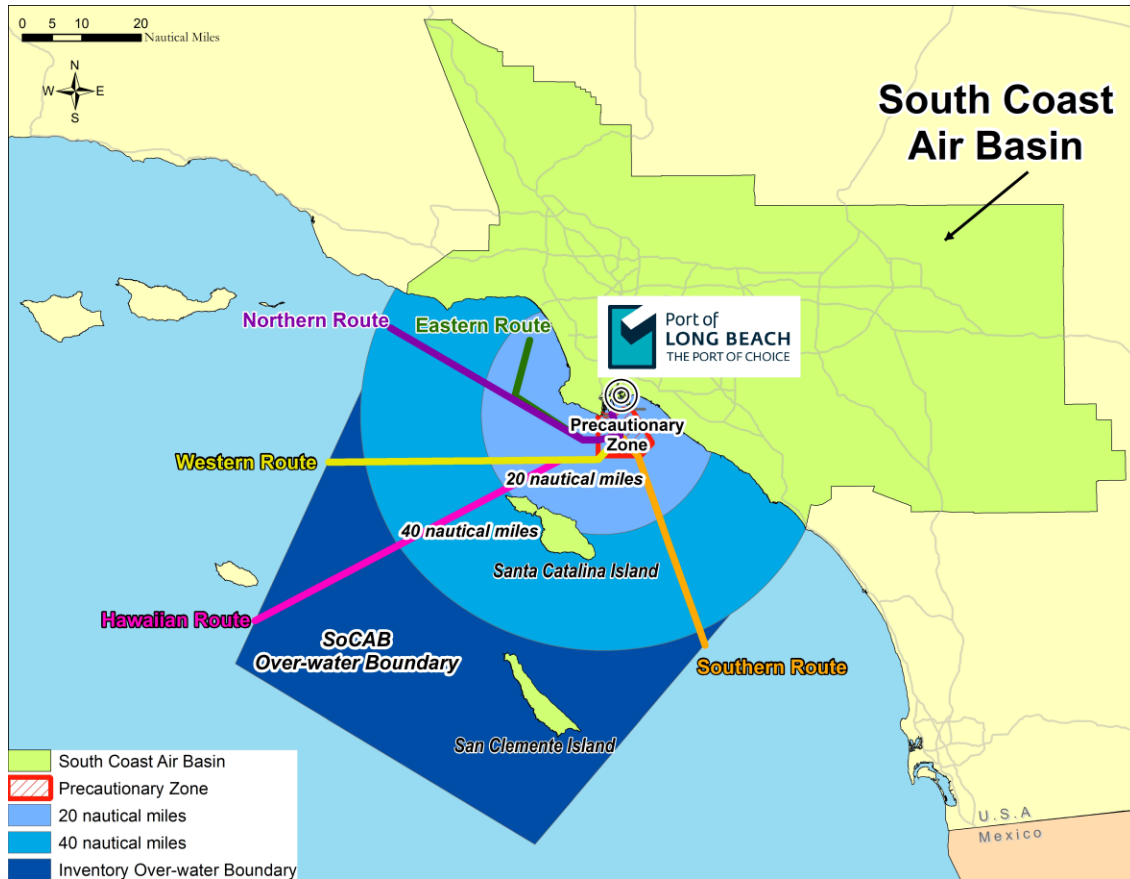 0 5 10 20
Nautical Miles
N
W E
S
South Coast
Air Basin
Northern Route
Eastern Route
Port of
LONG BEACH
THE PORT OF CHOICE
Precautionary
Zone
Western Route
20 nautical miles
40 nautical miles
Santa Catalina Island
Hawaiian Route
SoCAB
Over-water Boundary
Southern Route
San Clemente Island
South Coast Air Basin
Precautionary Zone
20 nautical miles
40 nautical miles
Inventory Over-water Boundary
U.S.A
Mexico